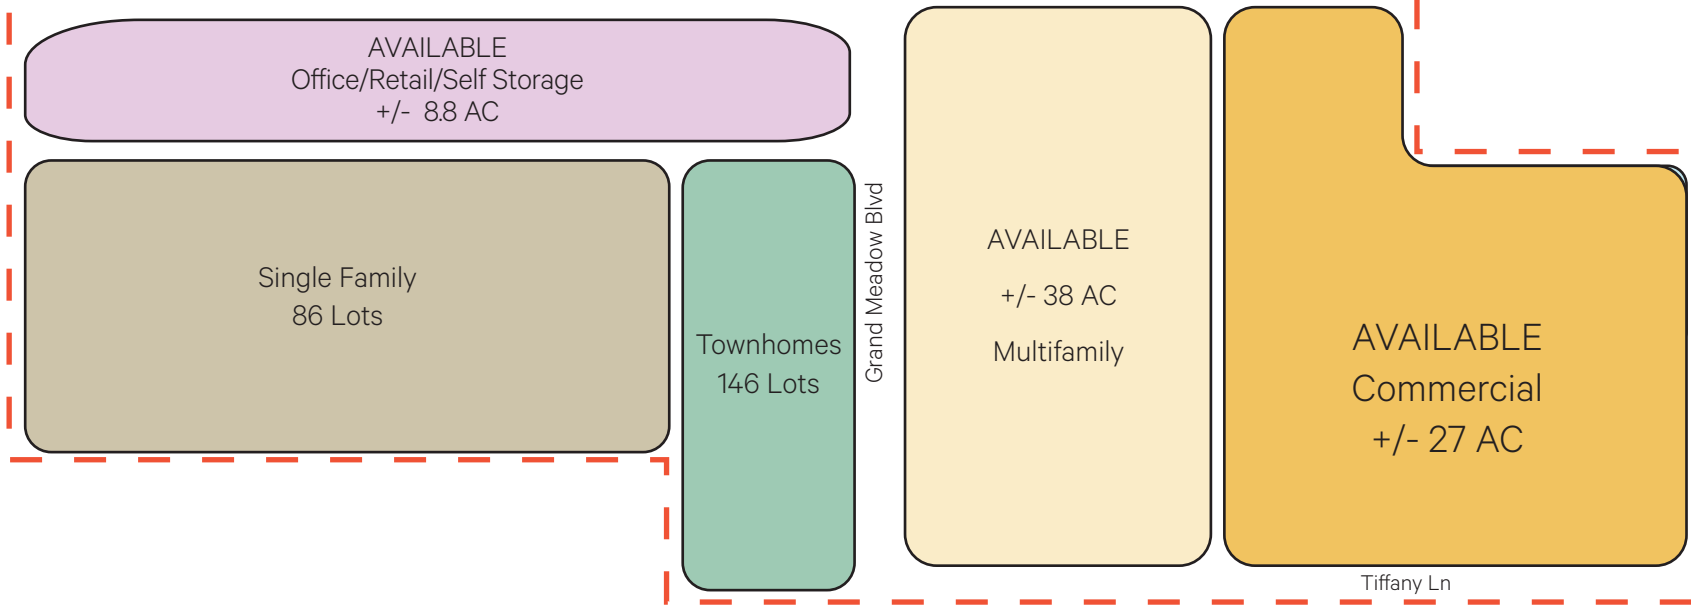 AVAILABLE
Office/Retail/Self Storage
+/- 8.8 AC
Single Family
86 Lots
Townhomes
146 Lots
Grand Meadow Blvd
AVAILABLE
+/- 38 AC
Multifamily
AVAILABLE
Commercial
+/- 27 AC
Tiffany Ln